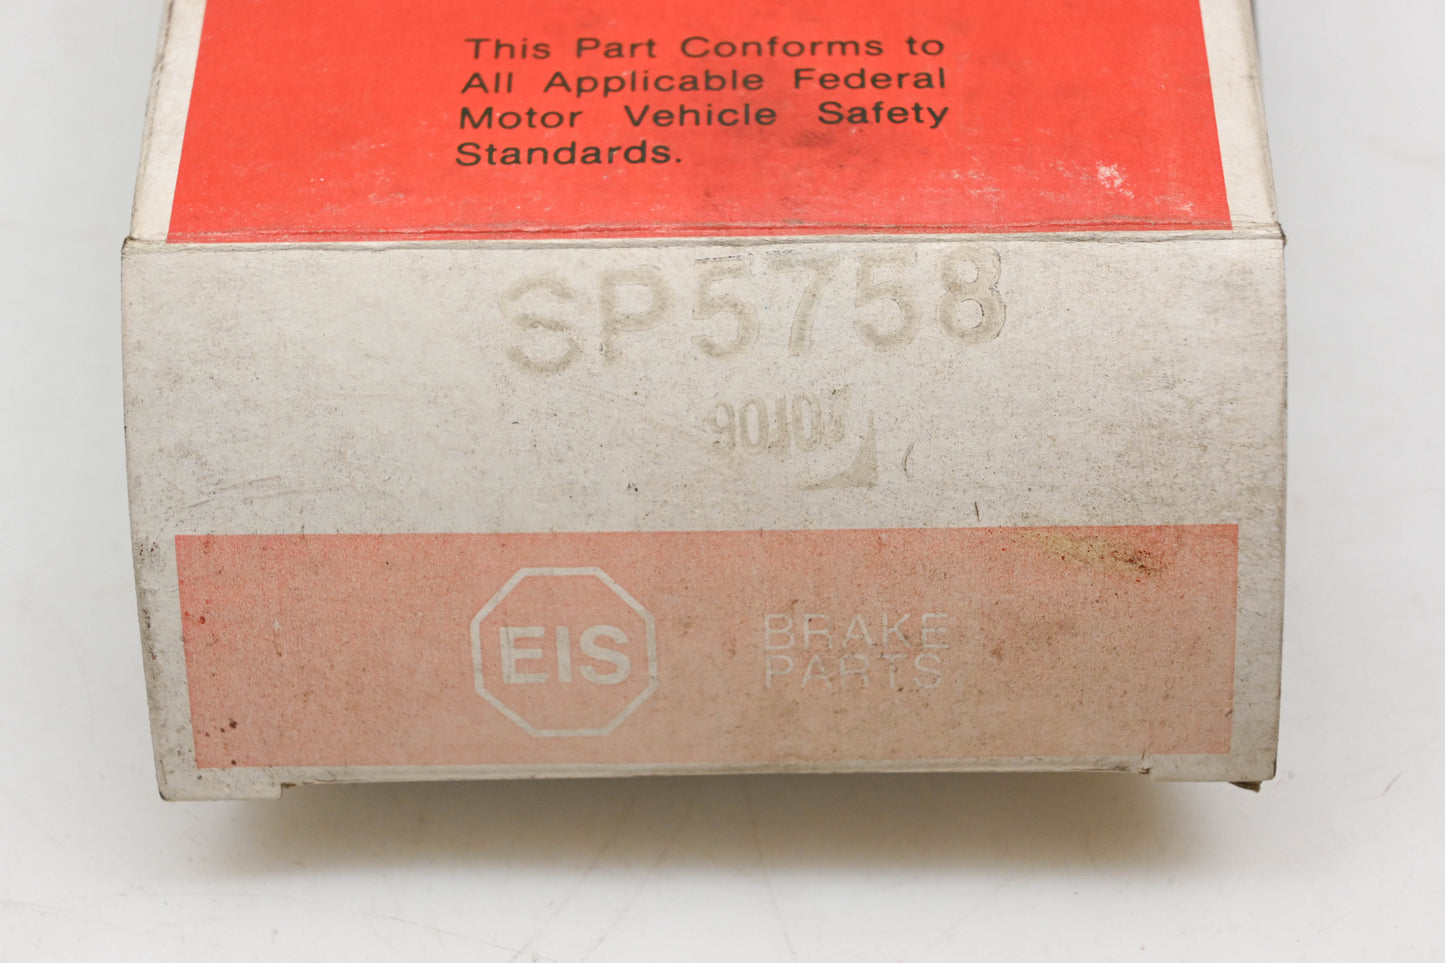 This Part Conforms to
All Applicable Federal
Motor Vehicle Safety
Standards.
SP5758
EIS
BRAKE
PARTS